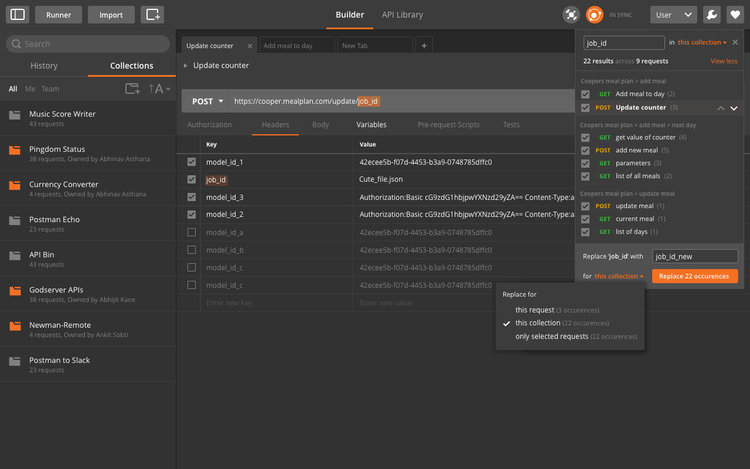 Runner
Import
Builder
API Library
IN SYNC
User
Search
History
Collections
All
Me
Team
A
Music Score Writer
43 requests
Pingdom Status
38 requests, Owned by Abhinav Asthana
Currency Converter
4 requests, Owned by Abhinav Asthana
Postman Echo
23 requests
API Bin
43 requests
Godserver APIs
38 requests, Owned by Abhijit Kane
Newman-Remote
4 requests, Owned by Ankit Sobti
Postman to Slack
23 requests
Update counter
Add meal to day
New Tab
Update counter
POST
https://cooper.mealplan.com/update/job_id
Authorization
Headers
Body
Variables
Pre-request Scripts
Tests
Key
Value
model_id_1
42ecee5b-f07d-4453-b3a9-0748785dffc0
job_id
Cute_file.json
model_id_3
Authorization:Basic cG9zdG1hbjpwYXNzd29yZA== Content-Type:a
model_id_2
Authorization:Basic cG9zdG1hbjpwYXNzd29yZA== Content-Type:a
model_id_a
42ecee5b-f07d-4453-b3a9-0748785dffc0
model_id_b
42ecee5b-f07d-4453-b3a9-0748785dffc0
model_id_c
42ecee5b-f07d-4453-b3a9-0748785dffc0
model_id_c
42ecee5b-f07d-4453-b3a9-0748785dffc0
Enter new key
Enter new value
job_id
in this collection
22 results across 9 requests
View less
Coopers meal plan > add meal
GET Add meal to day (2)
POST Update counter (3)
Coopers meal plan > add meal > next day
GET get value of counter (4)
POST add new meal (5)
GET parameters (3)
GET list of all meals (2)
Coopers meal plan > update meal
POST update meal (1)
GET current meal (1)
GET list of days (1)
Replace 'job_id' with
job_id_new
for this collection
Replace 22 occurences
Replace for
this request (3 occurences)
this collection (22 occurences)
only selected requests (22 occurences)